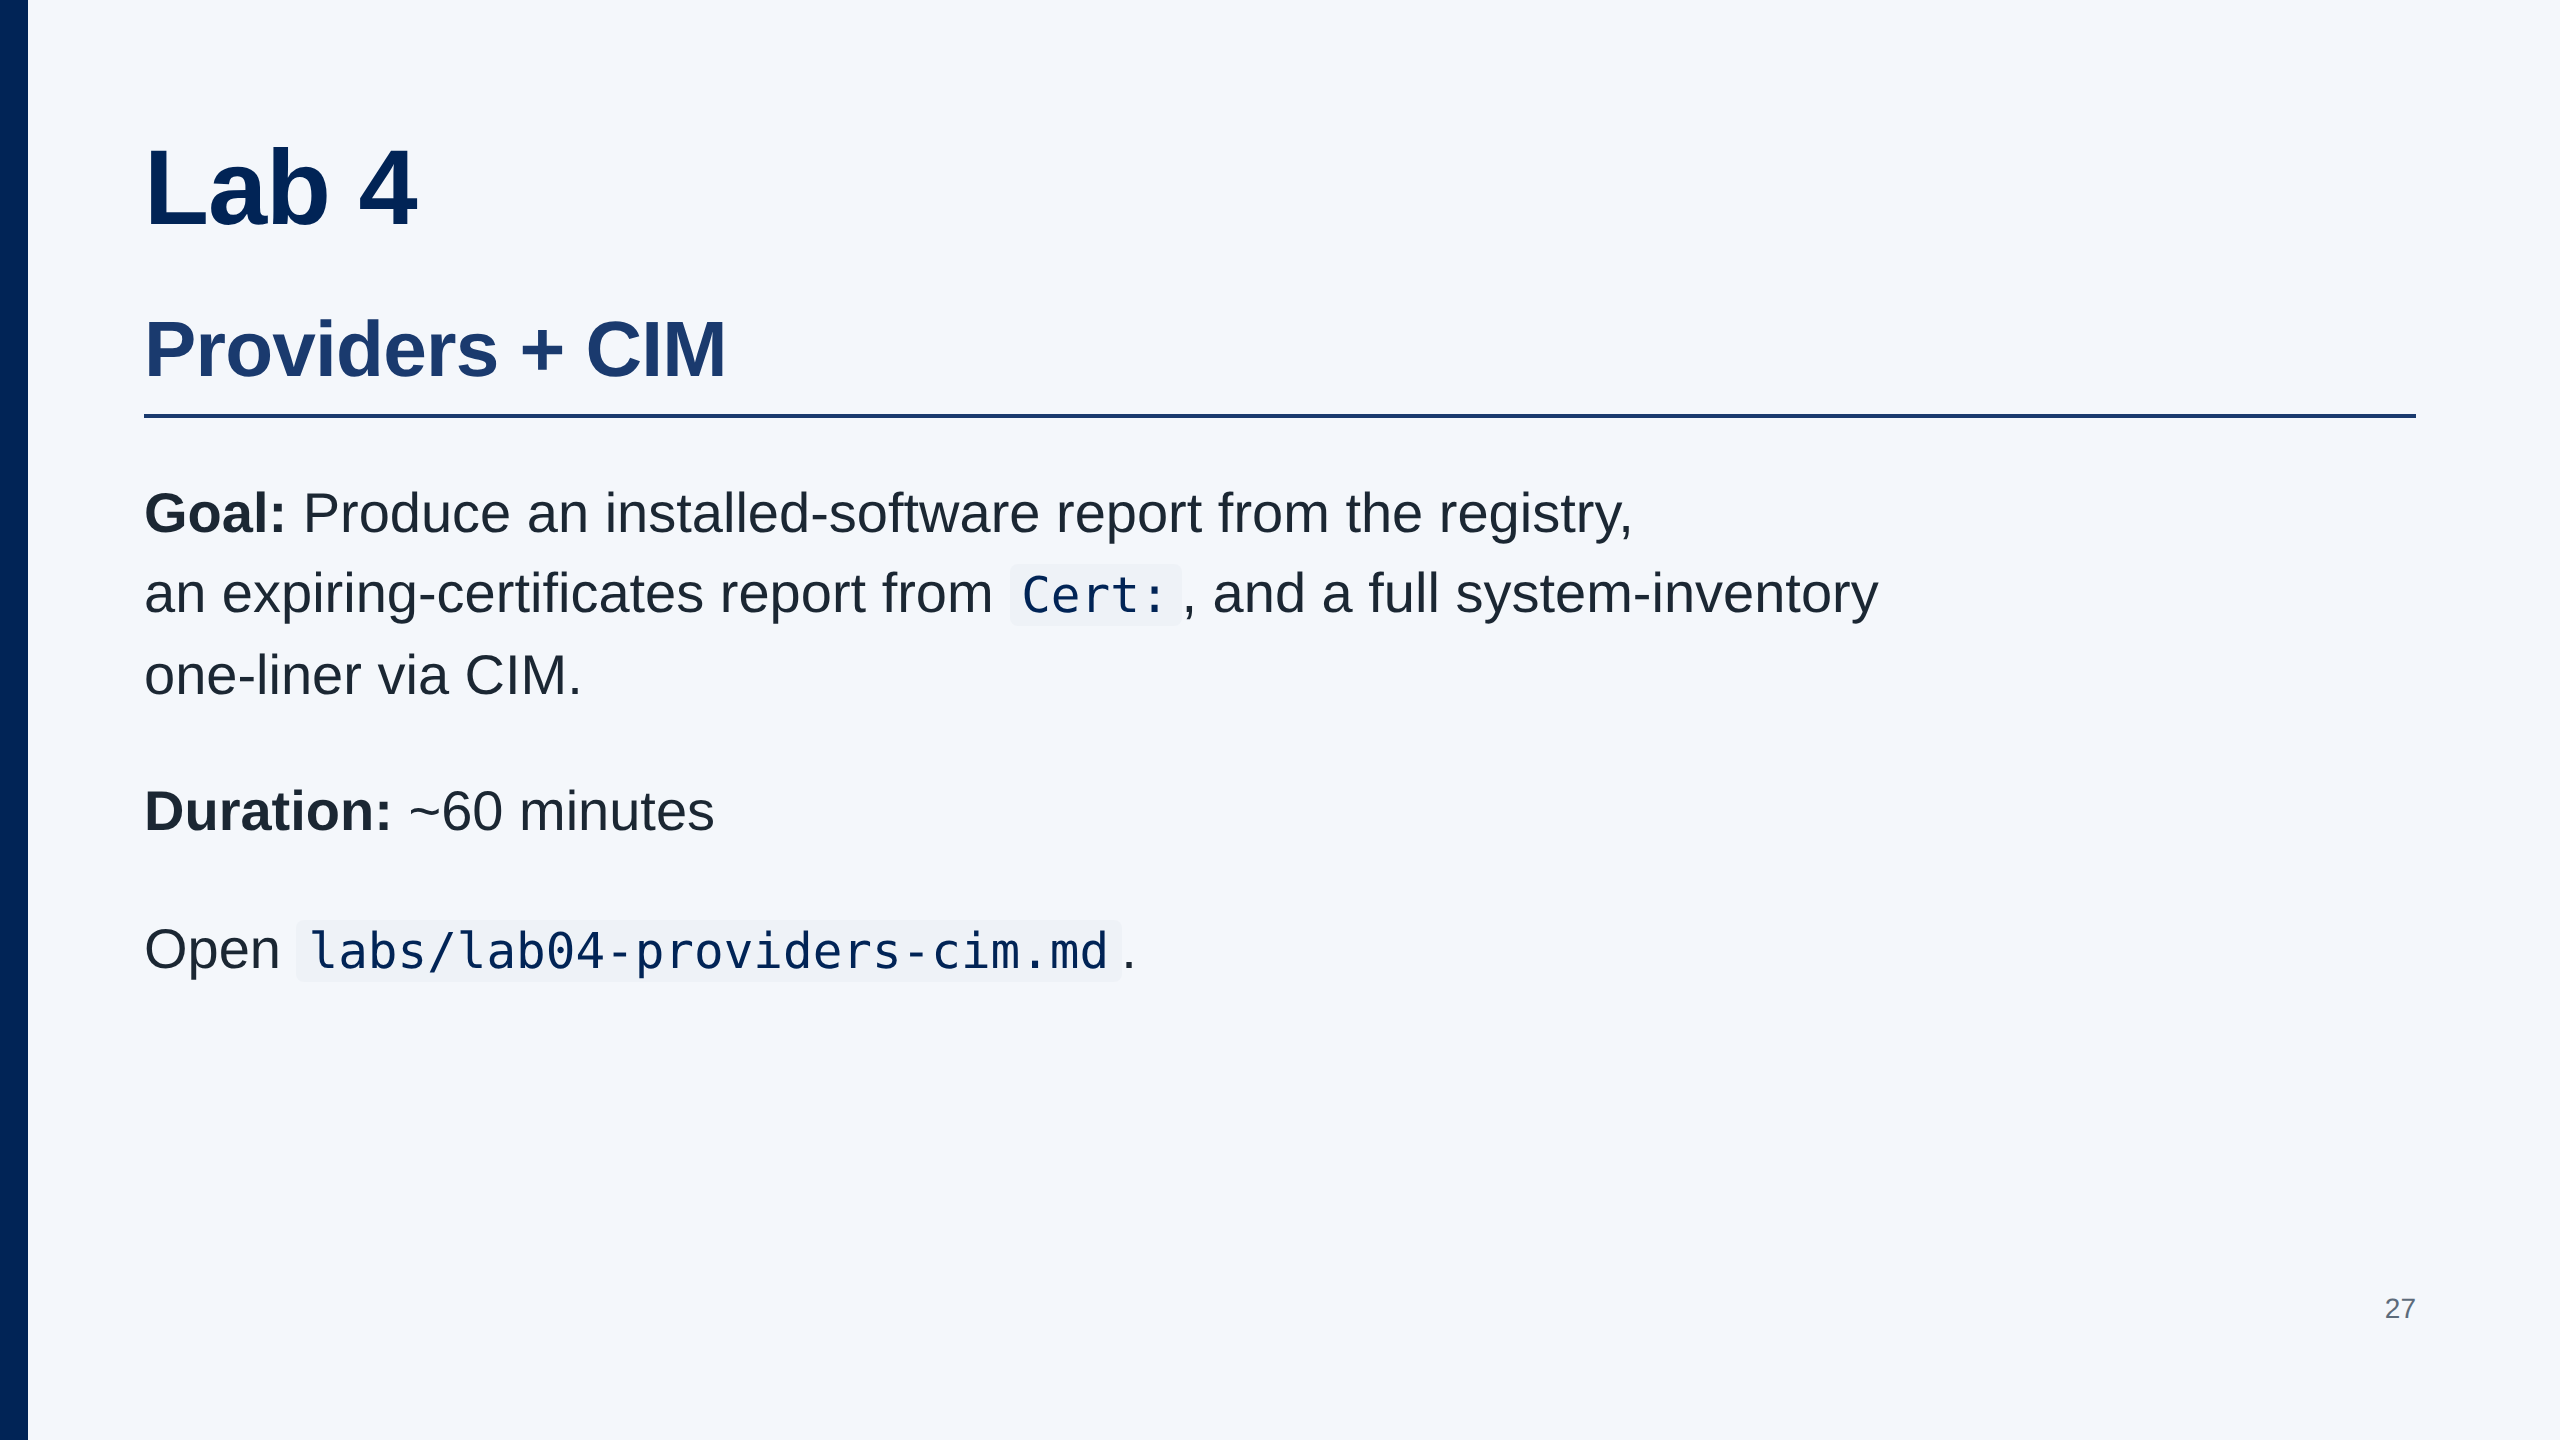 Lab 4
Providers + CIM
Goal: Produce an installed-software report from the registry,
an expiring-certificates report from Cert:, and a full system-inventory
one-liner via CIM.
Duration: ~60 minutes
Open labs/lab04-providers-cim.md.
27